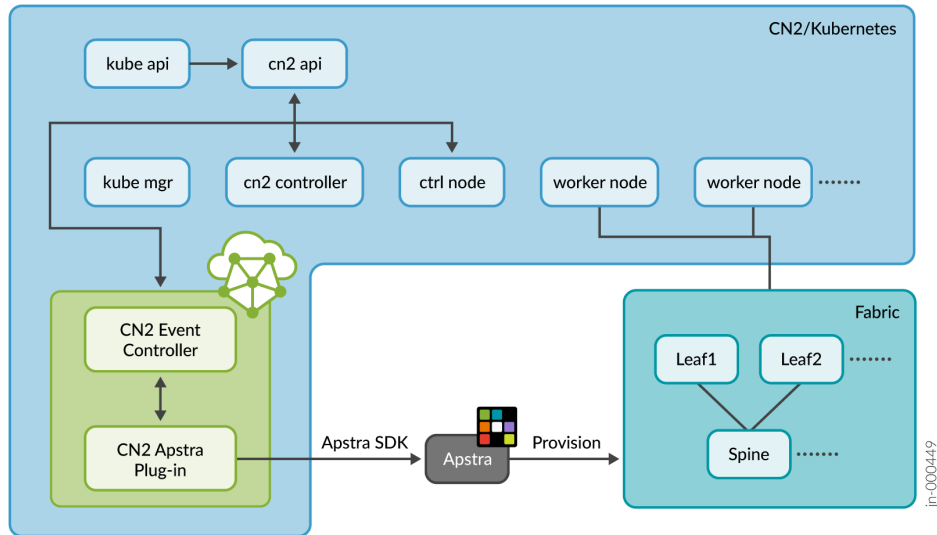 CN2/Kubernetes
kube api
cn2 api
kube mgr
cn2 controller
ctrl node
worker node
worker node
.......
CN2 Event
Controller
CN2 Apstra
Plug-in
Apstra SDK
Apstra
Provision
Fabric
Leaf1
Leaf2
.......
Spine
.......
in-000449